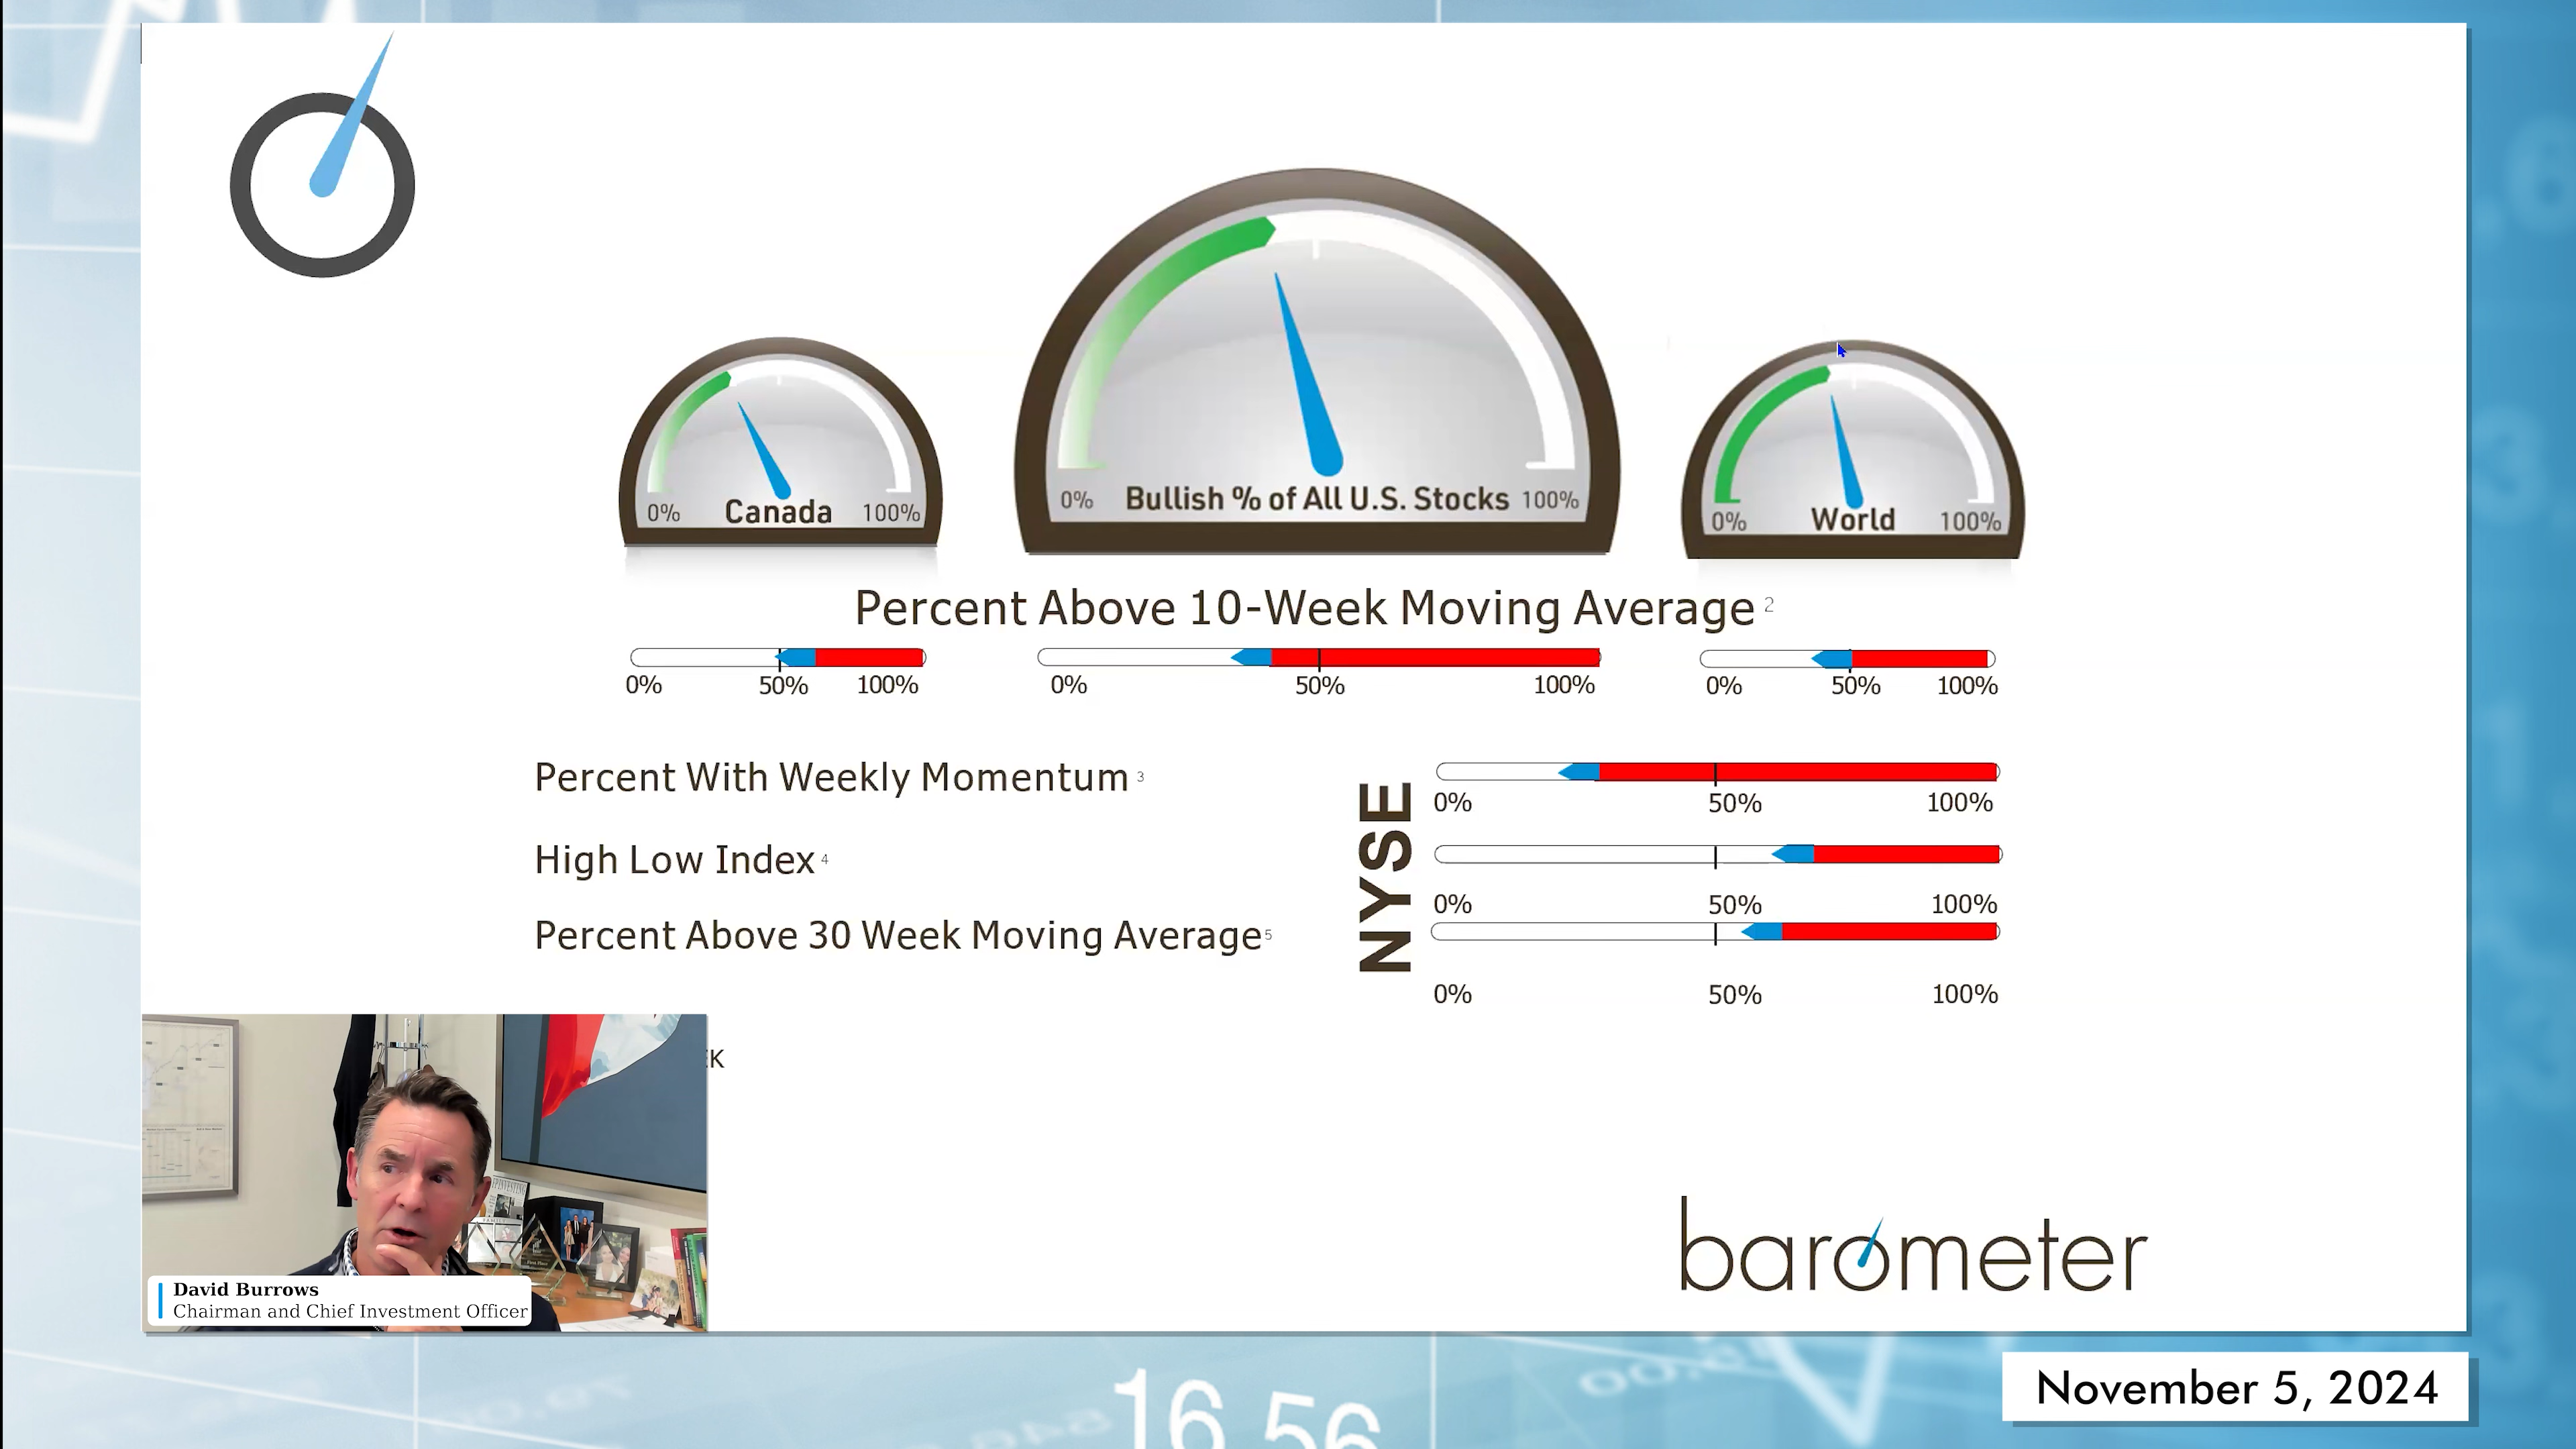 0% Canada 100%
0% Bullish % of All U.S. Stocks 100%
0% World 100%
Percent Above 10-Week Moving Average 2
0% 50% 100%
0% 50% 100%
0% 50% 100%
Percent With Weekly Momentum 3
High Low Index 4
Percent Above 30 Week Moving Average 5
NYSE
0% 50% 100%
0% 50% 100%
0% 50% 100%
EK
David Burrows
Chairman and Chief Investment Officer
barometer
November 5, 2024
16.56